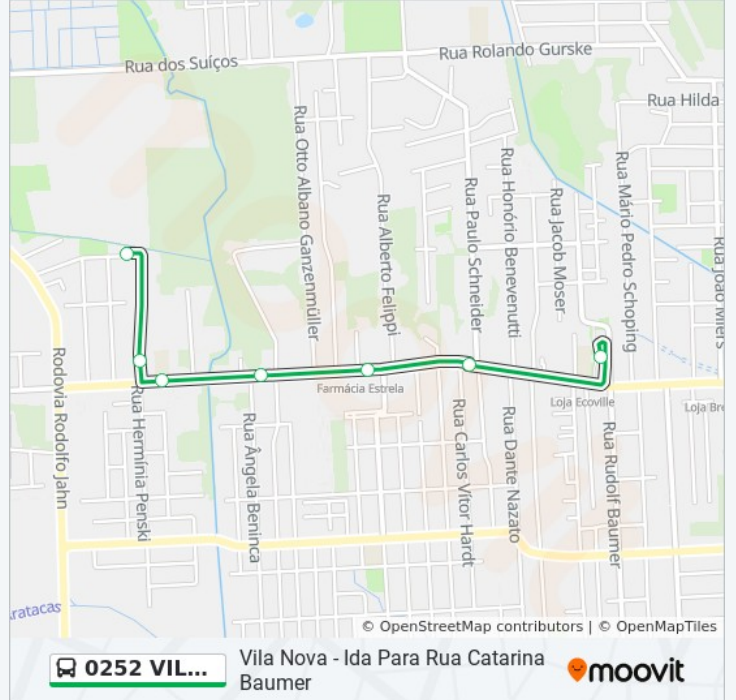 Rua dos Suíços
Rua Rolando Gurske
Rua Hilda
Rua Otto Albano Ganzenmüller
Rua Alberto Felippi
Rua Paulo Schneider
Rua Honório Benevenutti
Rua Jacob Moser
Rua Mário Pedro Schoping
Rua João Miers
Rodovia Rodolfo Jahn
Rua Hermínia Penski
Rua Ângela Beninca
Farmácia Estrela
Rua Carlos Vítor Hardt
Rua Dante Nazato
Loja Ecoville
Rua Rudolf Baumer
Loja Bre
ratacas
© OpenStreetMap contributors | © OpenMapTiles
0252 VIL...
Vila Nova - Ida Para Rua Catarina
Baumer
moovit